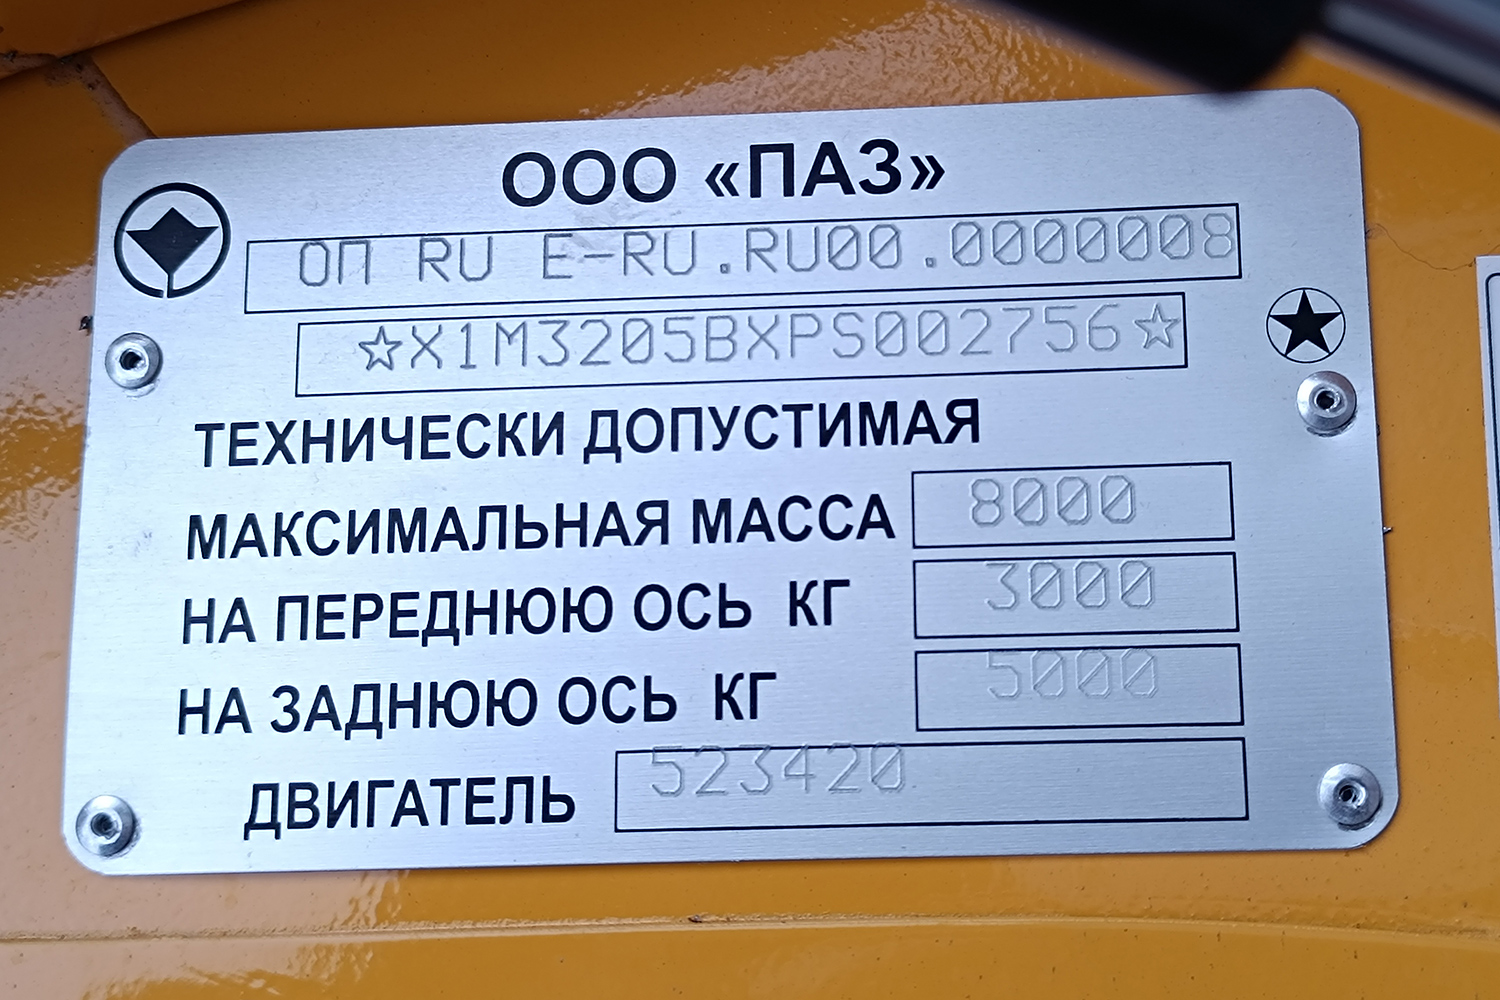 ООО «ПАЗ»
ОП RU E-RU.RU00.0000008
☆X1M3205BXPS002756☆
ТЕХНИЧЕСКИ ДОПУСТИМАЯ
МАКСИМАЛЬНАЯ МАССА 8000
НА ПЕРЕДНЮЮ ОСЬ КГ 3000
НА ЗАДНЮЮ ОСЬ КГ 5000
ДВИГАТЕЛЬ 523420